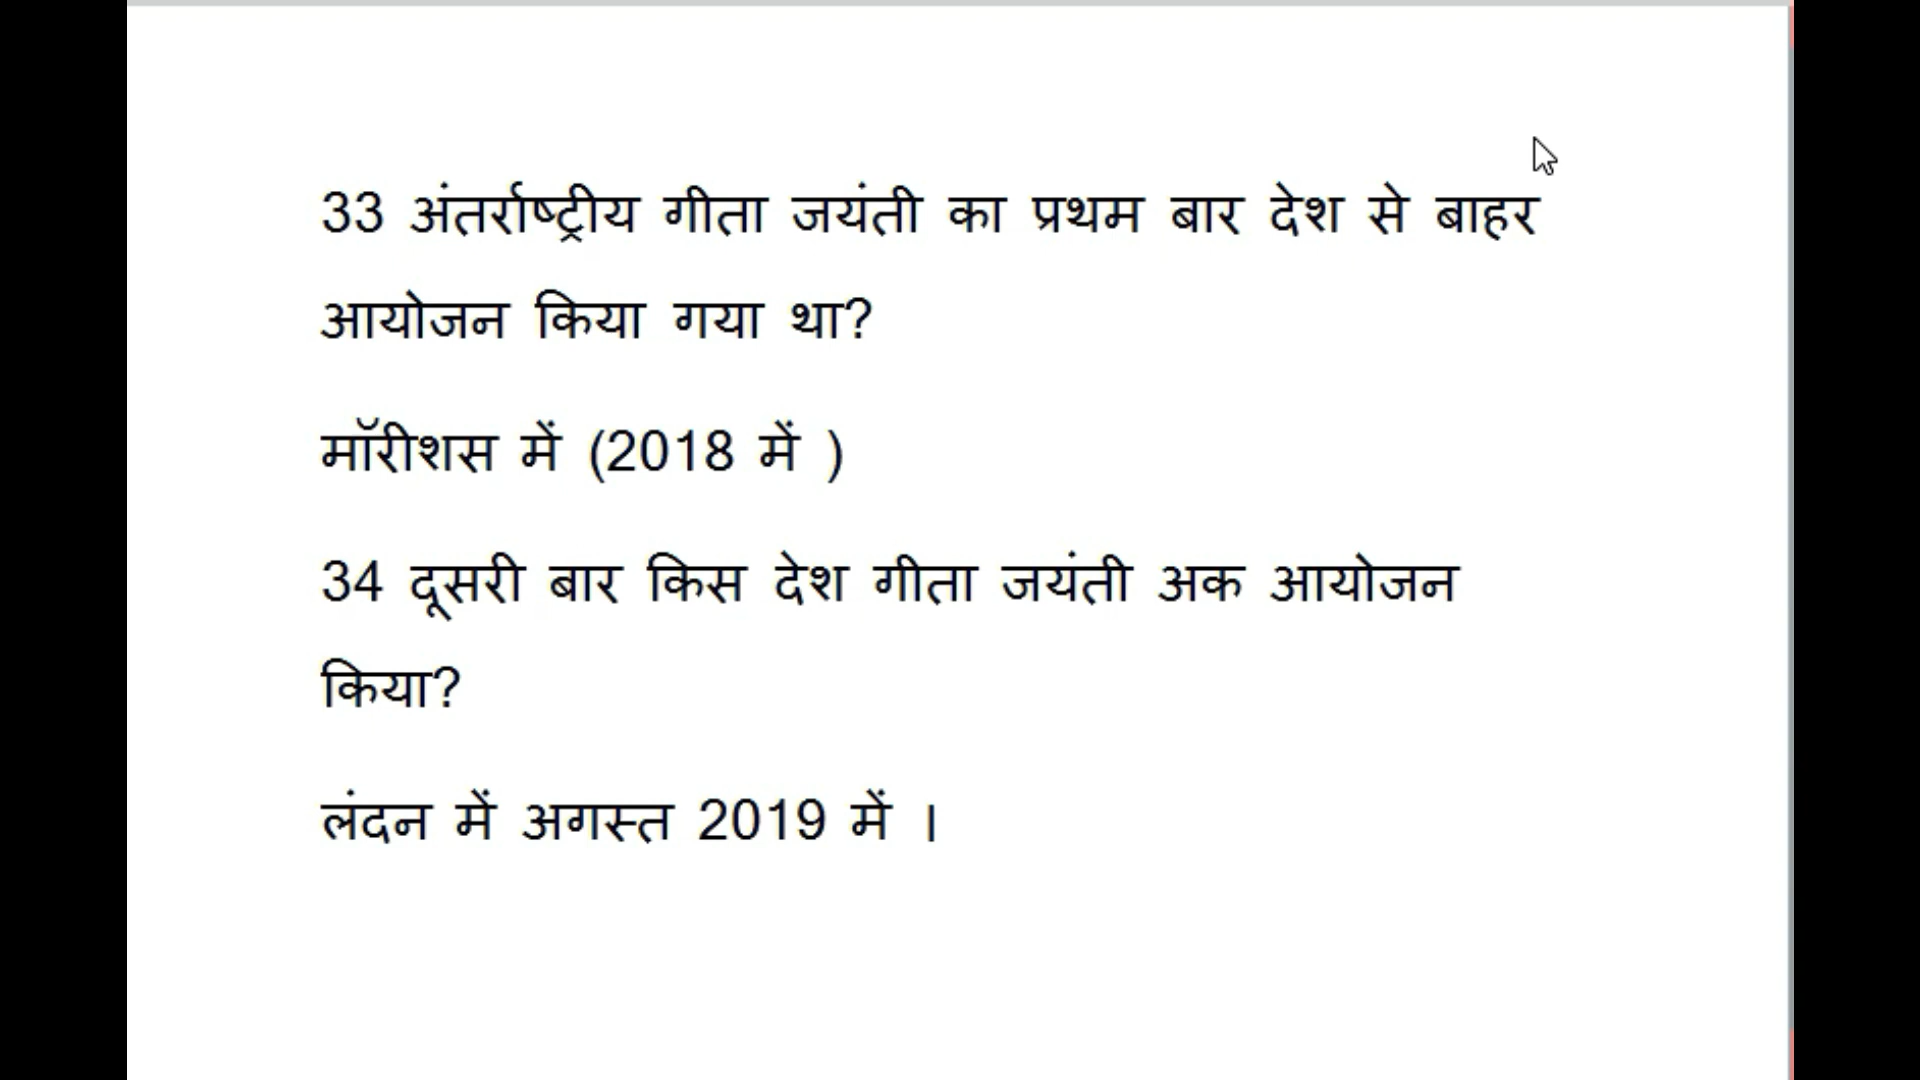 33 अंतर्राष्ट्रीय गीता जयंती का प्रथम बार देश से बाहर
आयोजन किया गया था?
मॉरीशस में (2018 में )
34 दूसरी बार किस देश गीता जयंती अक आयोजन
किया?
लंदन में अगस्त 2019 में ।